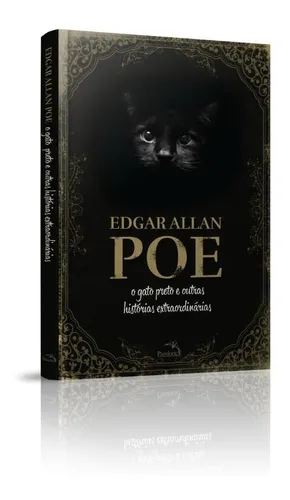 EDGAR ALLAN POE o gato preto e outras histórias extraordinárias
EDGAR ALLAN
POE
o gato preto e outras
histórias extraordinárias